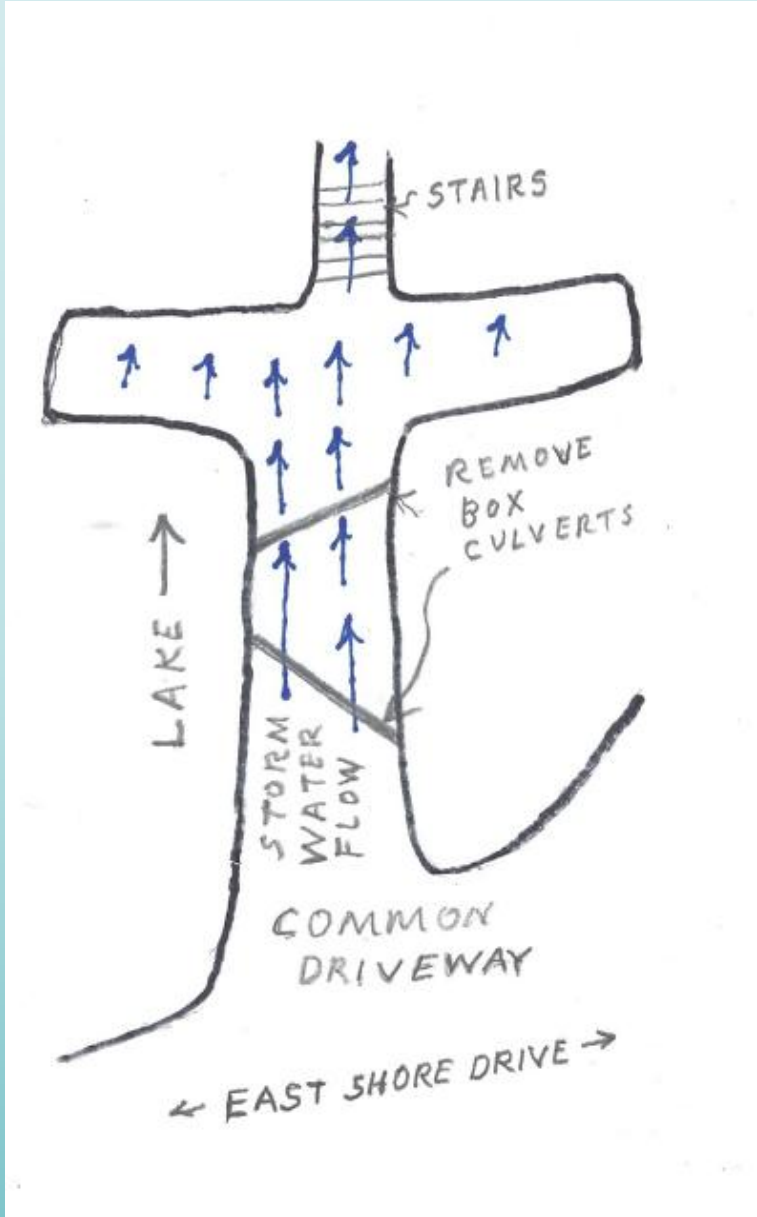 STAIRS
REMOVE
BOX
CULVERTS
LAKE
STORM
WATER
FLOW
COMMON
DRIVEWAY
EAST SHORE DRIVE